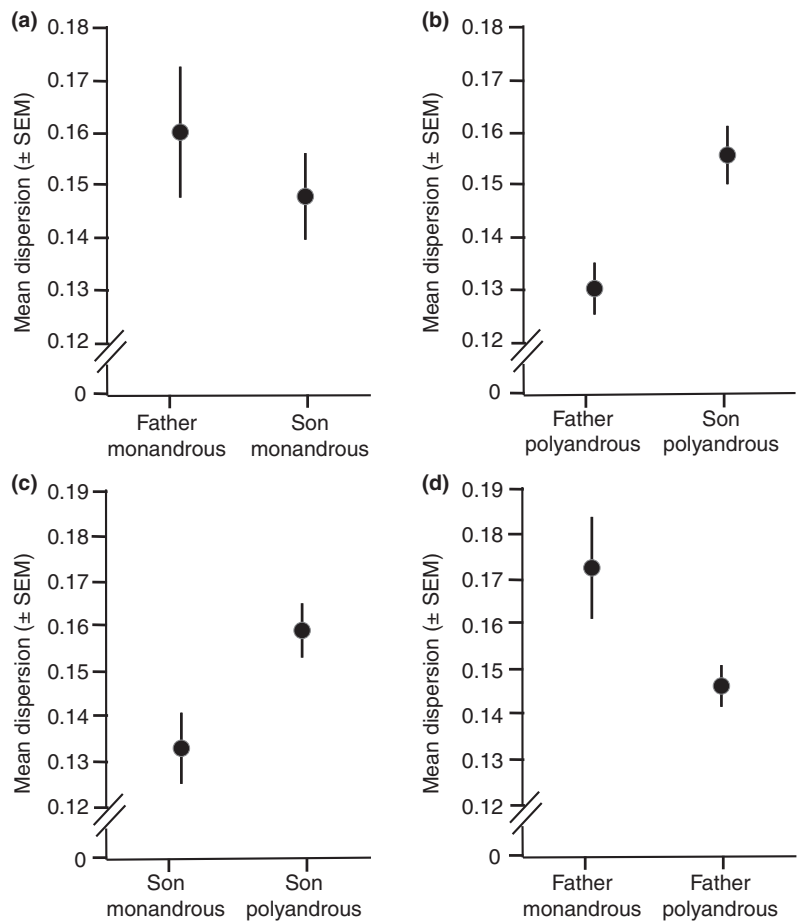 (a)
0.18
0.17
0.16
0.15
0.14
0.13
0.12
0
Mean dispersion (± SEM)
Father
monandrous
Son
monandrous
(b)
0.18
0.17
0.16
0.15
0.14
0.13
0.12
0
Mean dispersion (± SEM)
Father
polyandrous
Son
polyandrous
(c)
0.19
0.18
0.17
0.16
0.15
0.14
0.13
0.12
0
Mean dispersion (± SEM)
Son
monandrous
Son
polyandrous
(d)
0.19
0.18
0.17
0.16
0.15
0.14
0.13
0.12
0
Mean dispersion (± SEM)
Father
monandrous
Father
polyandrous